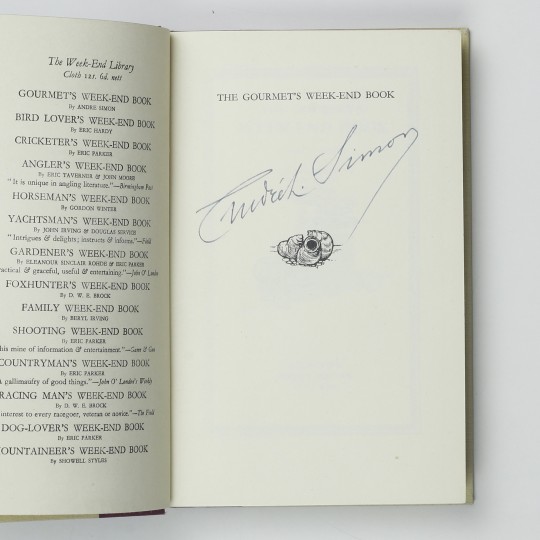 The Week-End Library
Cloth 12s. 6d. nett
GOURMET'S WEEK-END BOOK
By ANDRE SIMON
BIRD LOVER'S WEEK-END BOOK
By ERIC HARDY
CRICKETER'S WEEK-END BOOK
By ERIC PARKER
ANGLER'S WEEK-END BOOK
By ERIC TAVERNER & JOHN MOORE
"It is unique in angling literature."—Birmingham Post
HORSEMAN'S WEEK-END BOOK
By GORDON WINTER
YACHTSMAN'S WEEK-END BOOK
By JOHN IRVING & DOUGLAS SERVICE
"Intrigues & delights; instructs & informs."—Field
GARDENER'S WEEK-END BOOK
By ELEANOUR SINCLAIR ROHDE & ERIC PARKER
ractical & graceful, useful & entertaining."—John O' London
FOXHUNTER'S WEEK-END BOOK
By D. W. E. BROCK
FAMILY WEEK-END BOOK
By BERYL IRVING
SHOOTING WEEK-END BOOK
By ERIC PARKER
his mine of information & entertainment."—Game & Gun
COUNTRYMAN'S WEEK-END BOOK
By ERIC PARKER
A gallimaufry of good things."—John O' London's Weekly
RACING MAN'S WEEK-END BOOK
By D. W. E. BROCK
interest to every racegoer, veteran or novice."—The Field
DOG-LOVER'S WEEK-END BOOK
By ERIC PARKER
MOUNTAINEER'S WEEK-END BOOK
By SHOWELL STYLES
THE GOURMET'S WEEK-END BOOK
André L. Simon